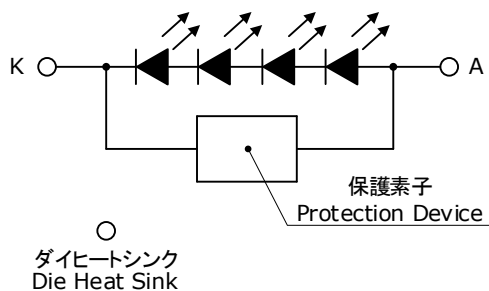 K
A
保護素子
Protection Device
ダイヒートシンク
Die Heat Sink